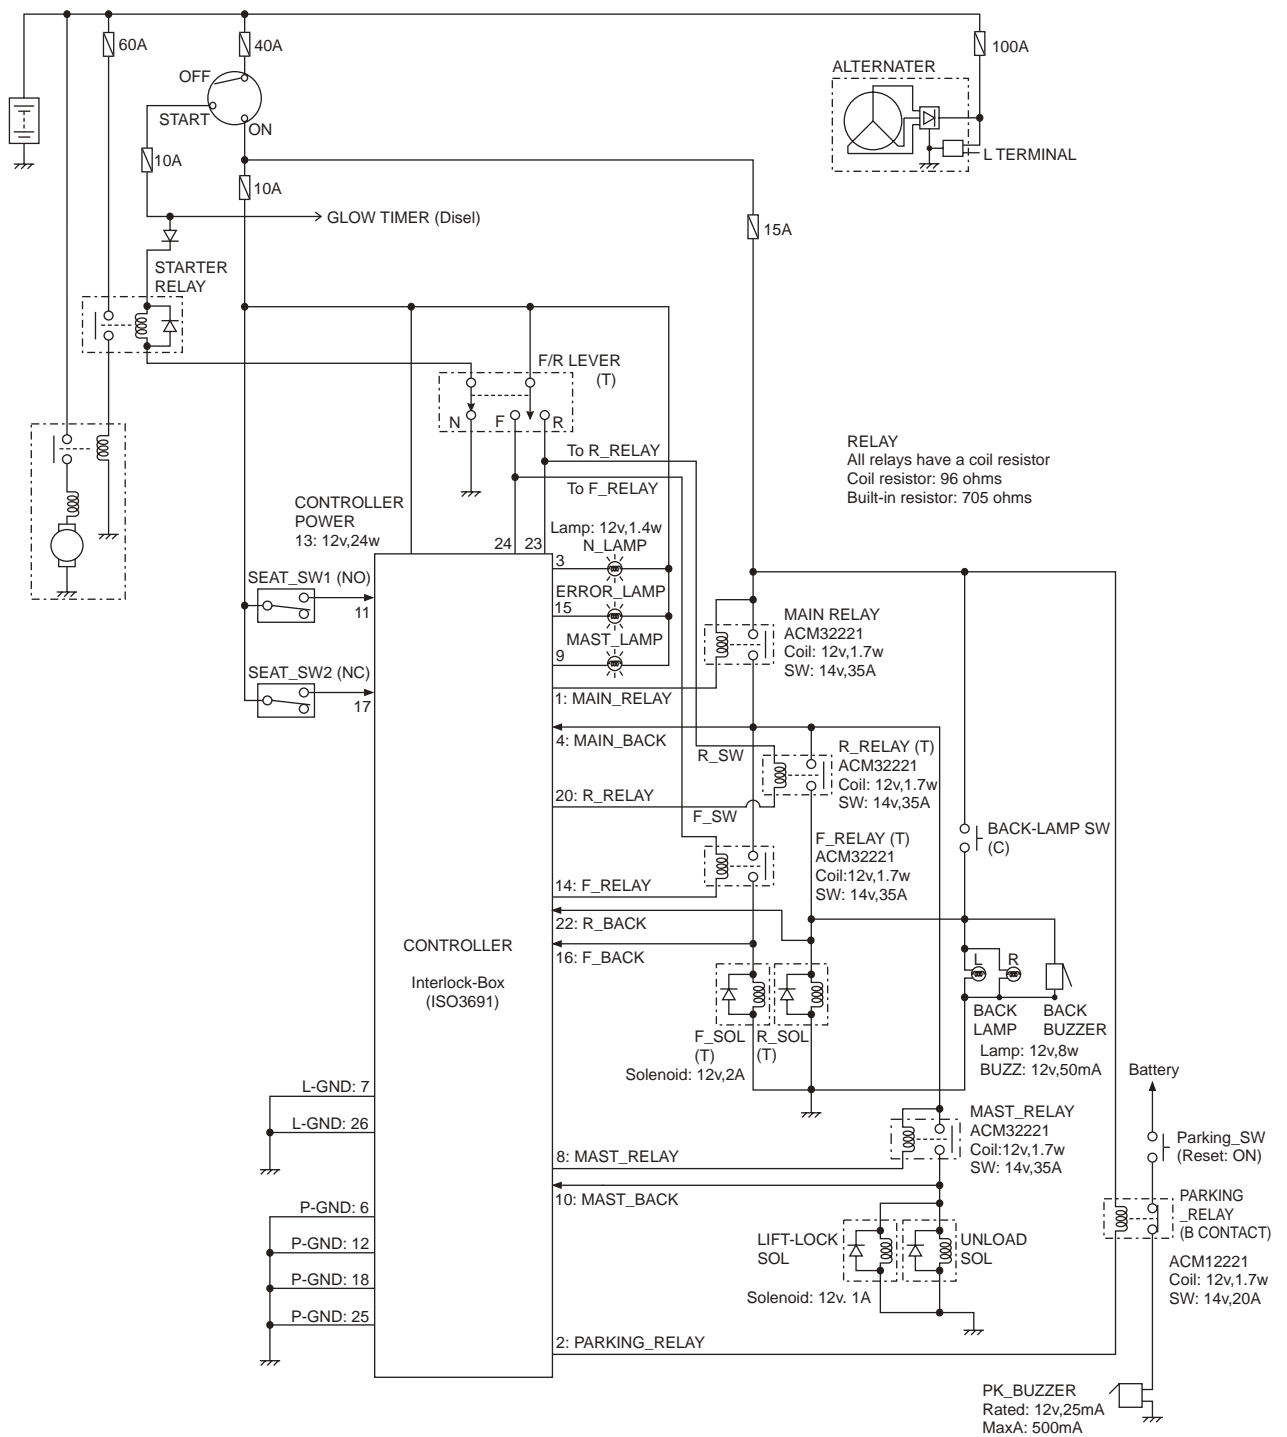 60A
40A
100A
OFF
START
ON
ALTERNATER
L TERMINAL
10A
10A
GLOW TIMER (Disel)
15A
STARTER
RELAY
F/R LEVER
(T)
N
F
R
To R_RELAY
To F_RELAY
RELAY
All relays have a coil resistor
Coil resistor: 96 ohms
Built-in resistor: 705 ohms
CONTROLLER
POWER
13: 12v,24w
24
23
Lamp: 12v,1.4w
N_LAMP
3
SEAT_SW1 (NO)
11
ERROR_LAMP
15
MAST_LAMP
9
SEAT_SW2 (NC)
17
MAIN RELAY
ACM32221
Coil: 12v,1.7w
SW: 14v,35A
1: MAIN_RELAY
4: MAIN_BACK
R_SW
R_RELAY (T)
ACM32221
Coil: 12v,1.7w
SW: 14v,35A
20: R_RELAY
F_SW
F_RELAY (T)
ACM32221
Coil:12v,1.7w
SW: 14v,35A
BACK-LAMP SW
(C)
14: F_RELAY
22: R_BACK
16: F_BACK
CONTROLLER
Interlock-Box
(ISO3691)
L
R
BACK
LAMP
BACK
BUZZER
Lamp: 12v,8w
BUZZ: 12v,50mA
F_SOL
(T)
R_SOL
(T)
Solenoid: 12v,2A
L-GND: 7
L-GND: 26
Battery
Parking_SW
(Reset: ON)
MAST_RELAY
ACM32221
Coil:12v,1.7w
SW: 14v,35A
8: MAST_RELAY
10: MAST_BACK
P-GND: 6
P-GND: 12
P-GND: 18
P-GND: 25
LIFT-LOCK
SOL
UNLOAD
SOL
Solenoid: 12v. 1A
PARKING
_RELAY
(B CONTACT)
ACM12221
Coil: 12v,1.7w
SW: 14v,20A
2: PARKING_RELAY
PK_BUZZER
Rated: 12v,25mA
MaxA: 500mA